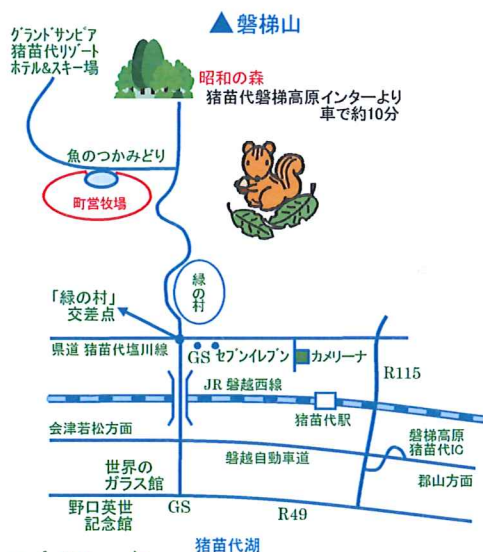 ▲磐梯山
グランドサンピア
猪苗代リゾート
ホテル&スキー場
昭和の森
猪苗代磐梯高原インターより
車で約10分
魚のつかみどり
町営牧場
緑の村
「緑の村」
交差点
県道 猪苗代塩川線
GS セブンイレブン
カメリーナ
R115
JR 磐越西線
猪苗代駅
会津若松方面
磐梯高原
猪苗代IC
磐越自動車道
郡山方面
世界の
ガラス館
野口英世
記念館
GS
R49
猪苗代湖